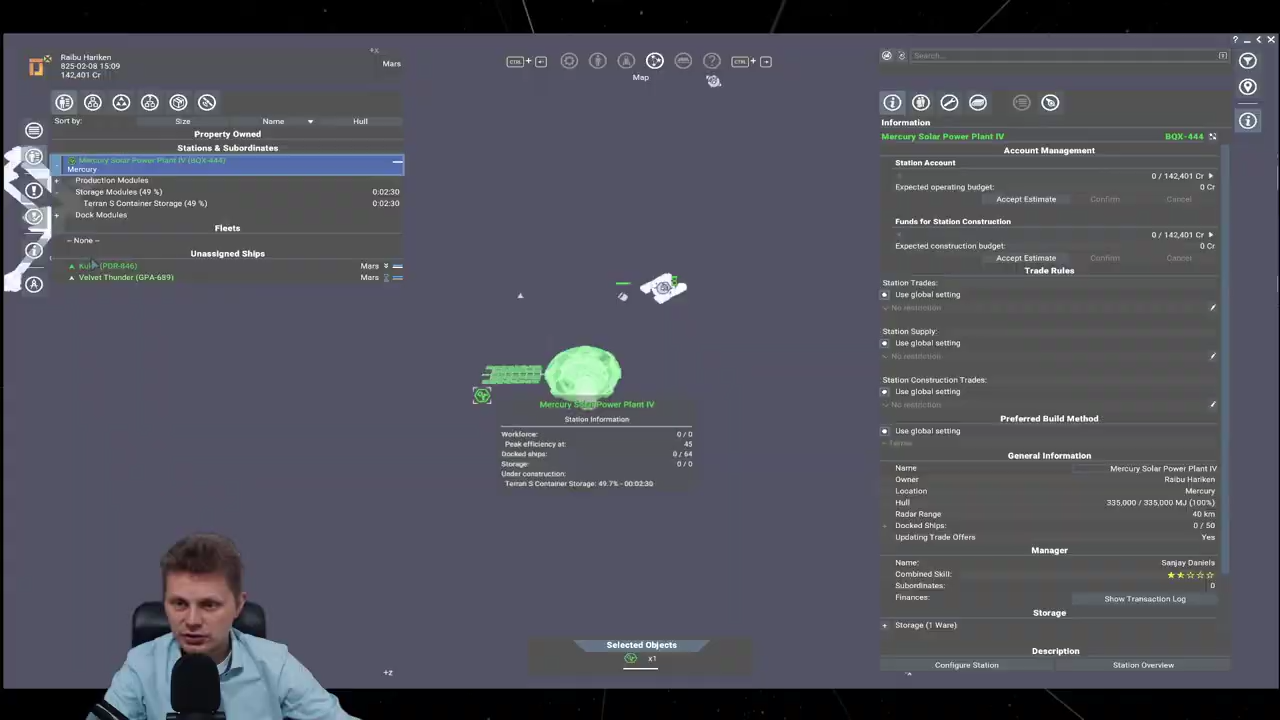 Raibu Hariken
825-02-08 15:09
142,401 Cr
+x
Mars
CTRL + CTRL +
Map
Search...
? X
Sort by: Size Name Hull
Property Owned
Stations & Subordinates
Mercury Solar Power Plant IV (BQX-444)
Mercury
+ Production Modules
- Storage Modules (49 %) 0:02:30
Terran S Container Storage (49 %) 0:02:30
+ Dock Modules
Fleets
-- None --
Unassigned Ships
(PDR-846) Mars
Velvet Thunder (GPA-689) Mars
Mercury Solar Power Plant IV
Station Information
Workforce: 0 / 0
Peak efficiency at: 45
Docked ships: 0 / 64
Storage: 0 / 0
Under construction:
Terran S Container Storage: 49.7% - 00:02:30
Selected Objects
x1
+z
Information
Mercury Solar Power Plant IV BQX-444
Account Management
Station Account
0 / 142,401 Cr
Expected operating budget: 0 Cr
Accept Estimate Confirm Cancel
Funds for Station Construction
0 / 142,401 Cr
Expected construction budget: 0 Cr
Accept Estimate Confirm Cancel
Trade Rules
Station Trades:
Use global setting
No restriction
Station Supply:
Use global setting
No restriction
Station Construction Trades:
Use global setting
No restriction
Preferred Build Method
Use global setting
General Information
Name Mercury Solar Power Plant IV
Owner Raibu Hariken
Location Mercury
Hull 335,000 / 335,000 MJ (100%)
Radar Range 40 km
Docked Ships: 0 / 50
Updating Trade Offers Yes
Manager
Name: Sanjay Daniels
Combined Skill:
Subordinates: 0
Finances: Show Transaction Log
Storage
+ Storage (1 Ware)
Description
Configure Station Station Overview